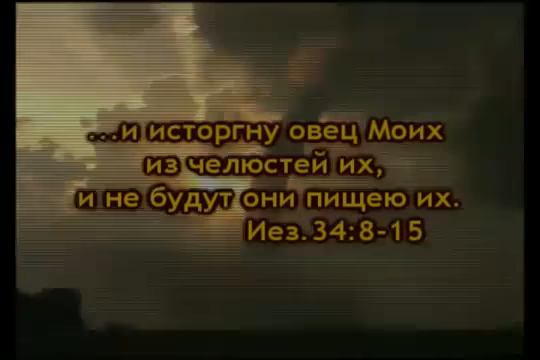 ...и исторгну овец Моих
из челюстей их,
и не будут они пищею их.
Иез.34:8-15